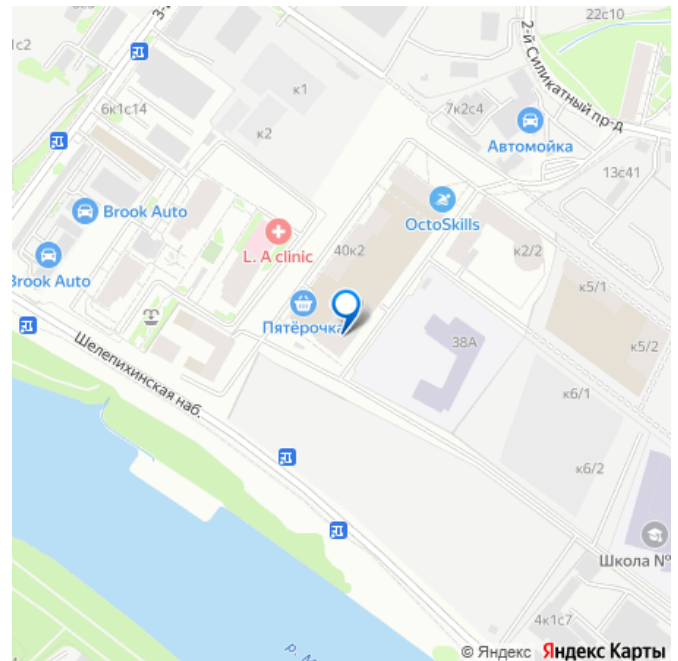 22с10
2-й Силикатный пр-д
1с2
к1
6к1с14
7к2с4
к2
Автомойка
13с41
Brook Auto
OctoSkills
L. A clinic
40к2
к2/2
Brook Auto
к5/1
Пятёрочка
38А
к5/2
Шелепихинская наб.
к6/1
к6/2
Школа №
4к1с7
р. М
© Яндекс Яндекс Карты